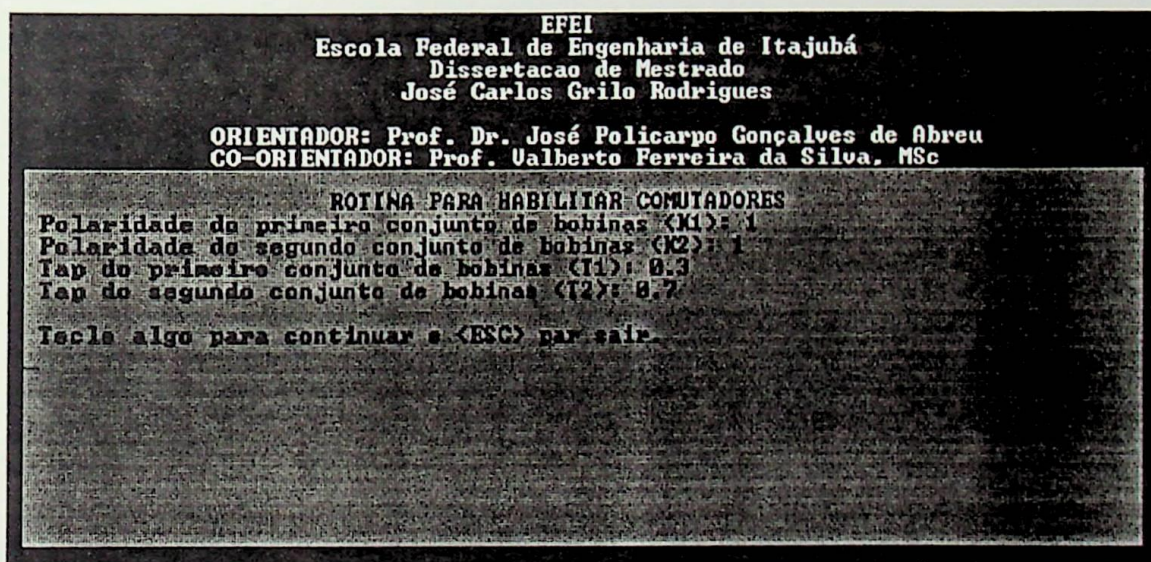 EFEI
Escola Federal de Engenharia de Itajubá
Dissertacao de Mestrado
José Carlos Grilo Rodrigues
ORIENTADOR: Prof. Dr. José Policarpo Gonçalves de Abreu
CO-ORIENTADOR: Prof. Valberto Ferreira da Silva, MSc
ROTINA PARA HABILITAR COMUTADORES
Polaridade do primeiro conjunto de bobinas (K1): 1
Polaridade do segundo conjunto de bobinas (K2): 1
Tap do primeiro conjunto de bobinas (T1): 0.3
Tap do segundo conjunto de bobinas (T2): 0.7
Tecle algo para continuar e <ESC> par sair.